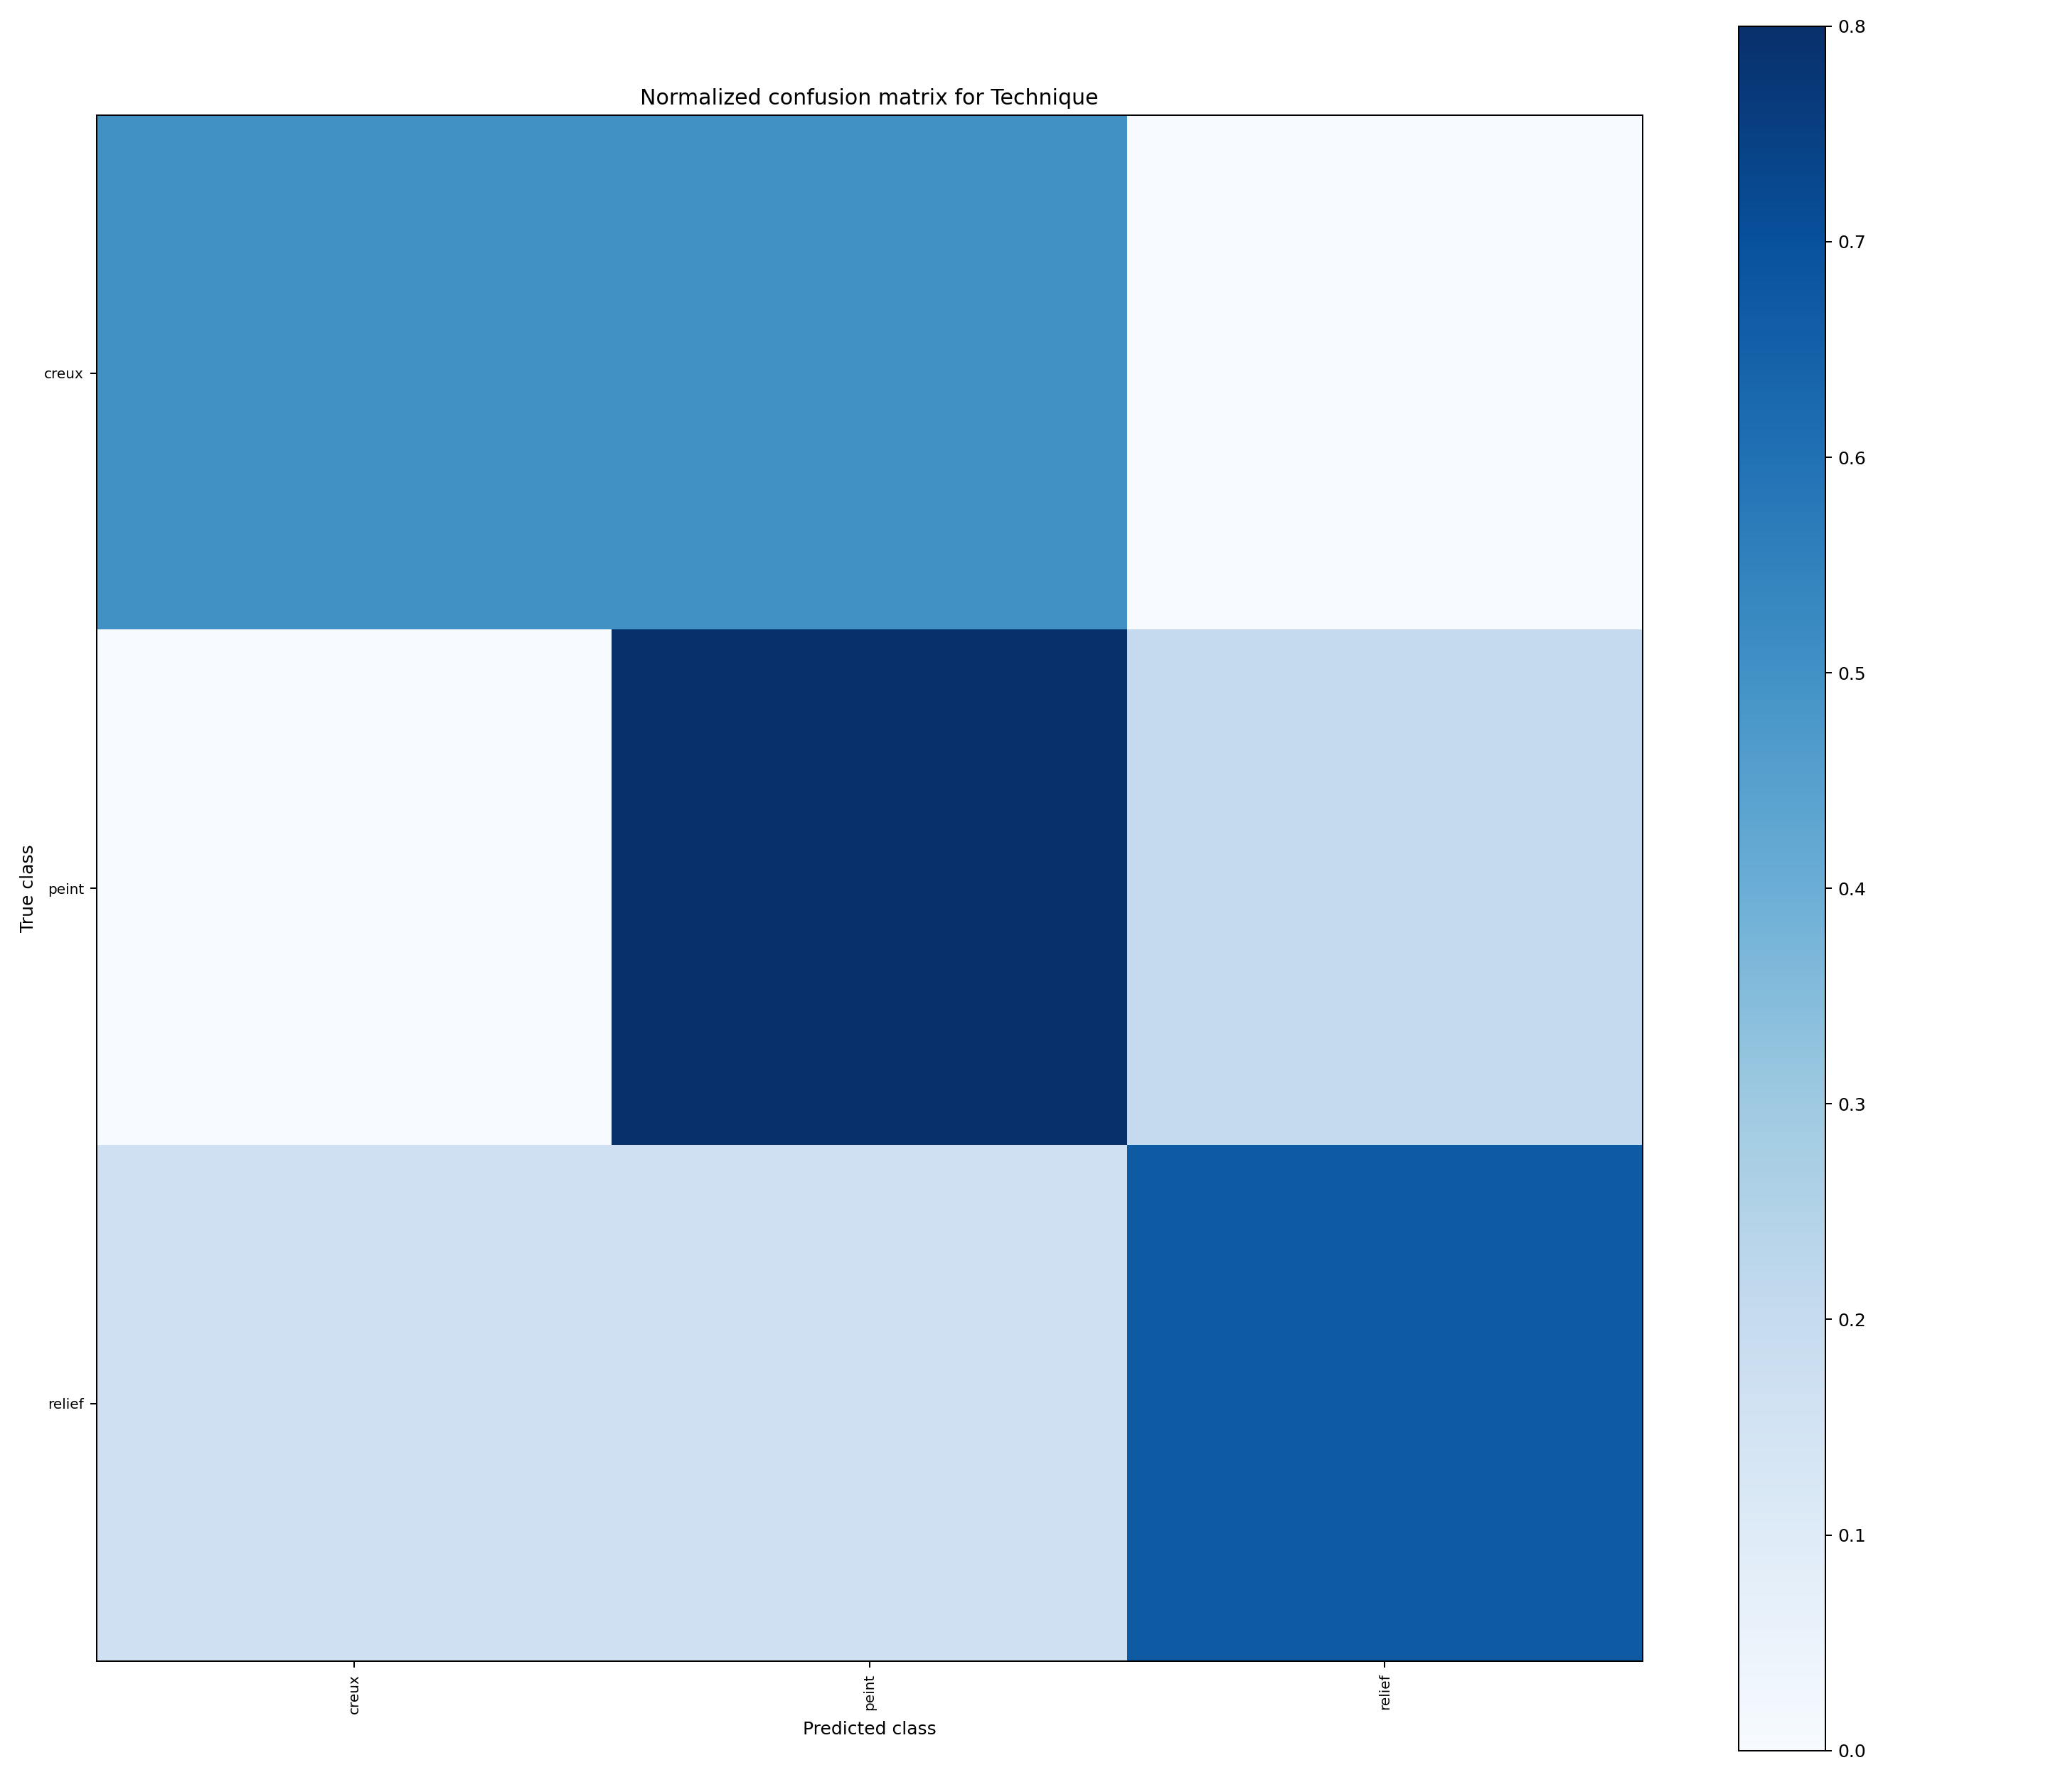 Normalized confusion matrix for Technique
True class
creux
peint
relief
creux
peint
relief
Predicted class
0.8
0.7
0.6
0.5
0.4
0.3
0.2
0.1
0.0